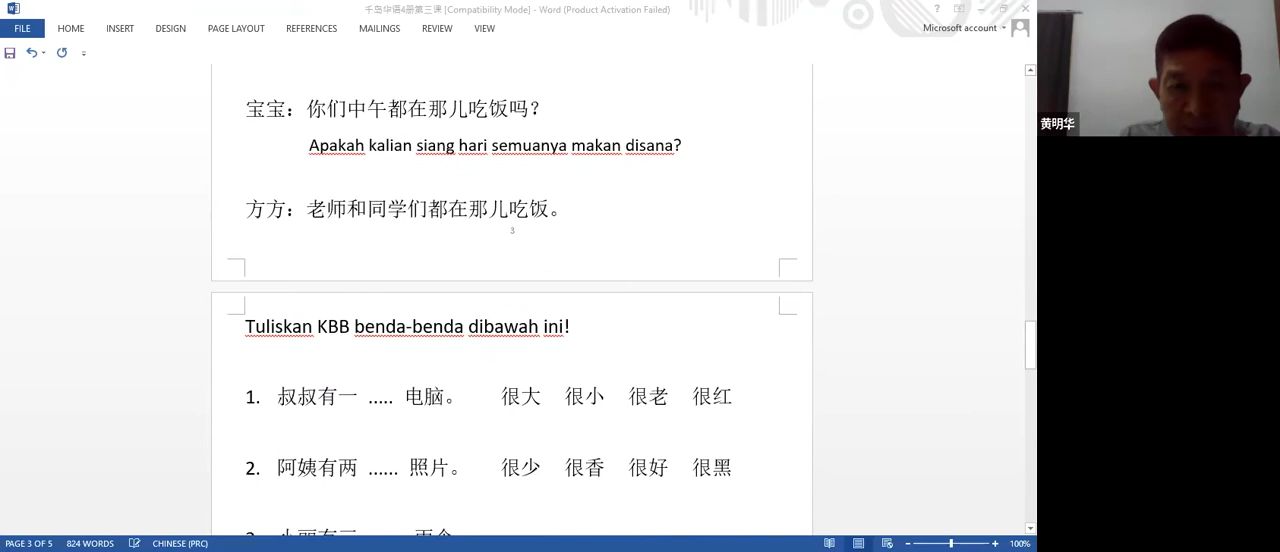 千岛华语4册第三课 [Compatibility Mode] - Word (Product Activation Failed)
FILE HOME INSERT DESIGN PAGE LAYOUT REFERENCES MAILINGS REVIEW VIEW
Microsoft account
黄明华
宝宝：你们中午都在那儿吃饭吗？
Apakah kalian siang hari semuanya makan disana?
方方：老师和同学们都在那儿吃饭。
3
Tuliskan KBB benda-benda dibawah ini!
1. 叔叔有一 ..... 电脑。 很大 很小 很老 很红
2. 阿姨有两 ...... 照片。 很少 很香 很好 很黑
PAGE 3 OF 5 824 WORDS CHINESE (PRC) 100%